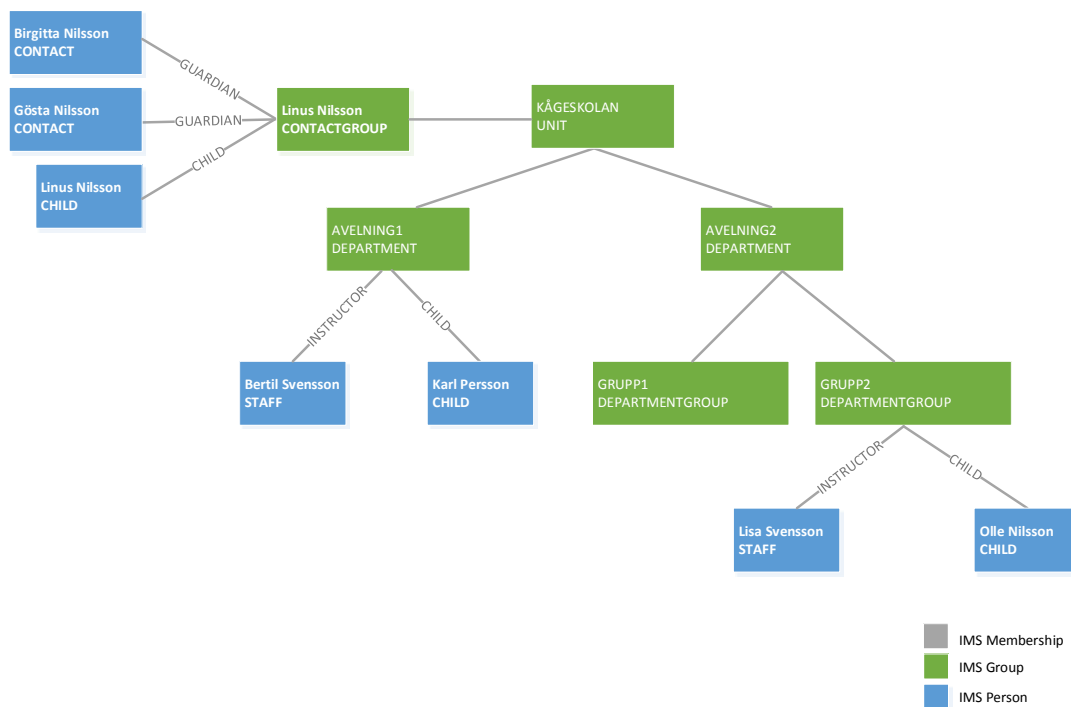 Birgitta Nilsson
CONTACT
GUARDIAN
Gösta Nilsson
CONTACT
GUARDIAN
Linus Nilsson
CHILD
CHILD
Linus Nilsson
CONTACTGROUP
KÅGESKOLAN
UNIT
AVELNING1
DEPARTMENT
AVELNING2
DEPARTMENT
INSTRUCTOR
CHILD
Bertil Svensson
STAFF
Karl Persson
CHILD
GRUPP1
DEPARTMENTGROUP
GRUPP2
DEPARTMENTGROUP
INSTRUCTOR
CHILD
Lisa Svensson
STAFF
Olle Nilsson
CHILD
IMS Membership
IMS Group
IMS Person